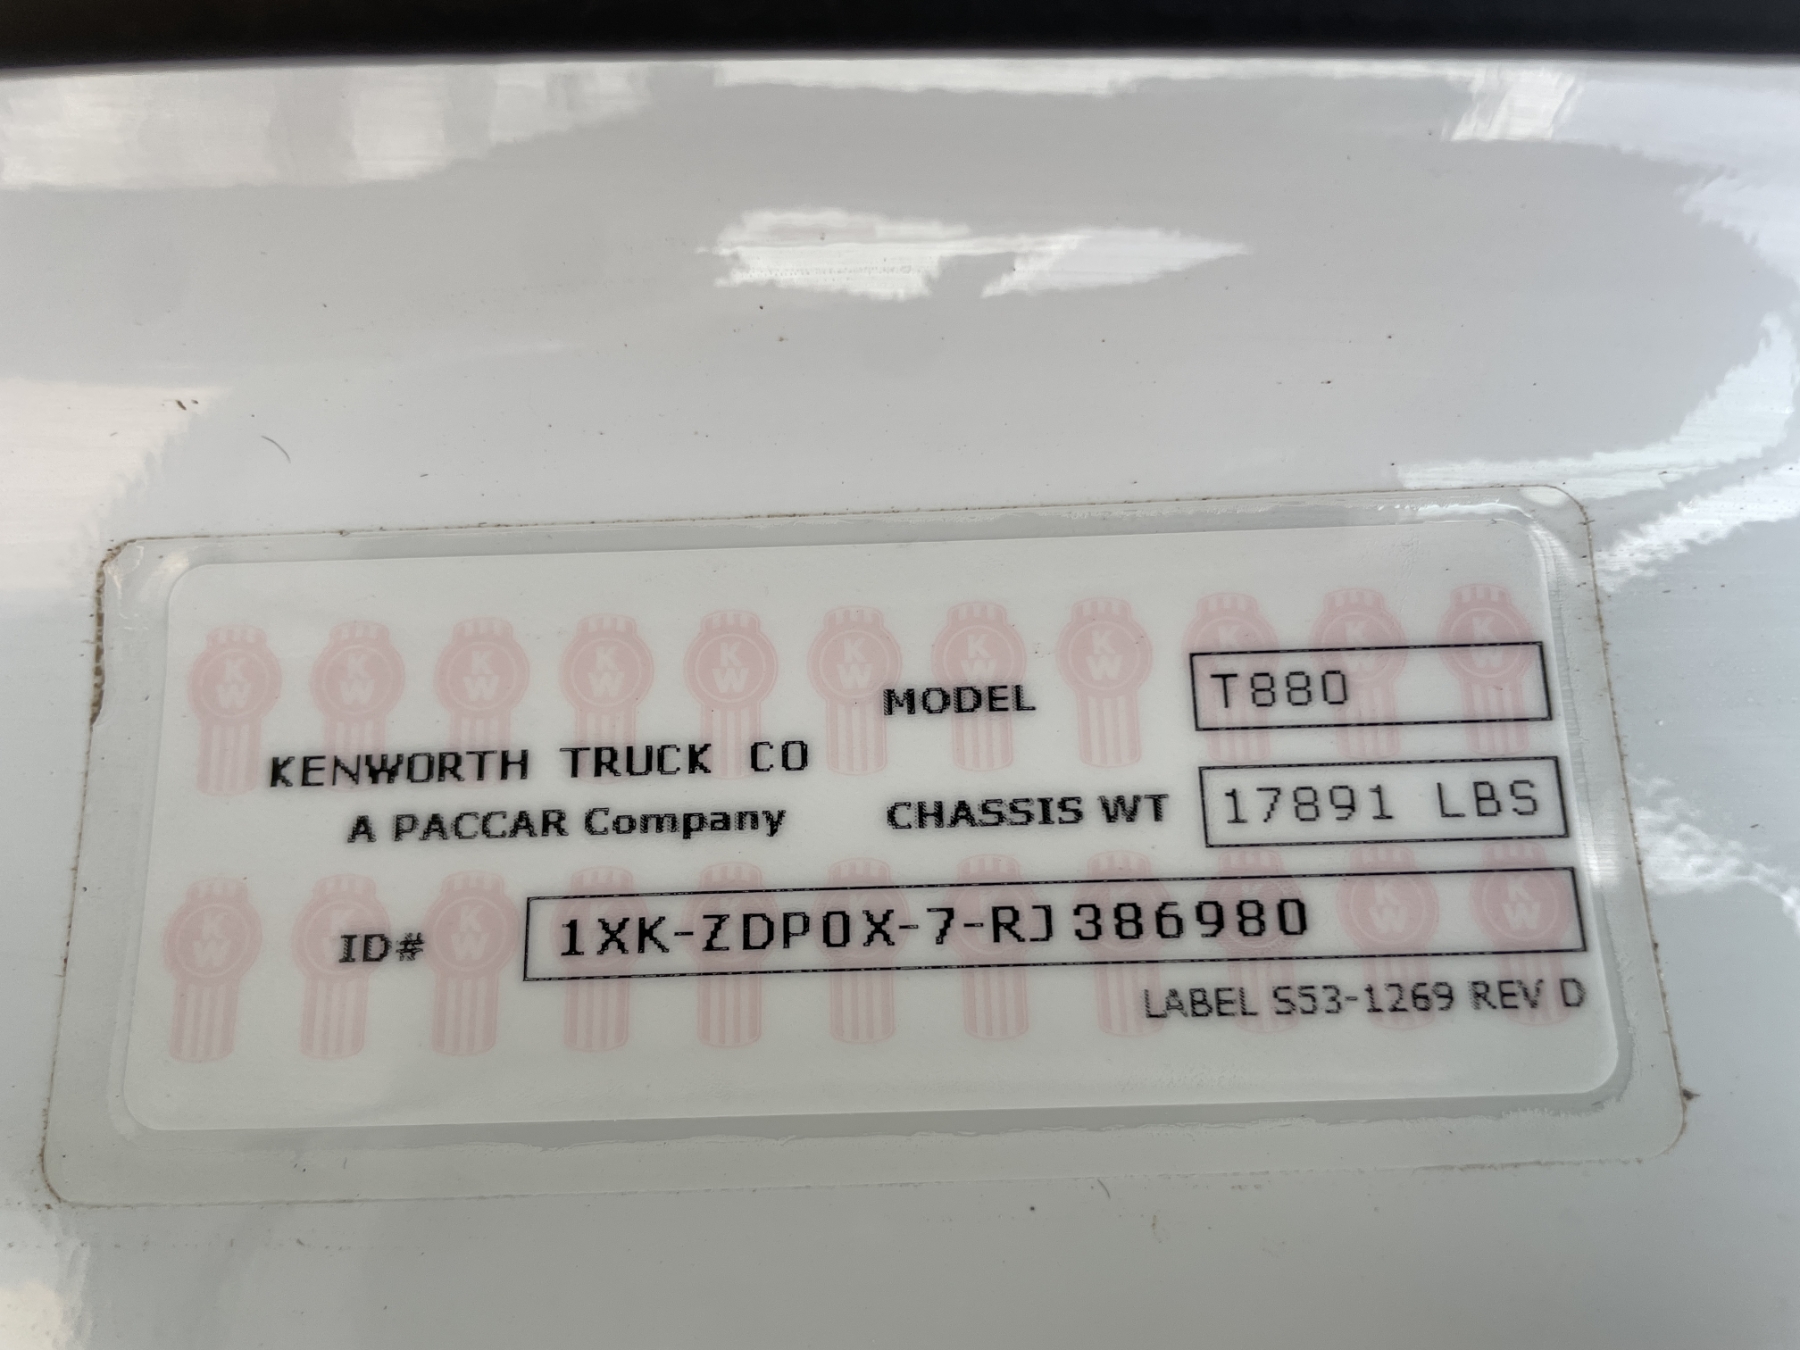 MODEL T880
KENWORTH TRUCK CO
A PACCAR Company
CHASSIS WT 17891 LBS
ID# 1XK-ZDP0X-7-RJ386980
LABEL S53-1269 REV D